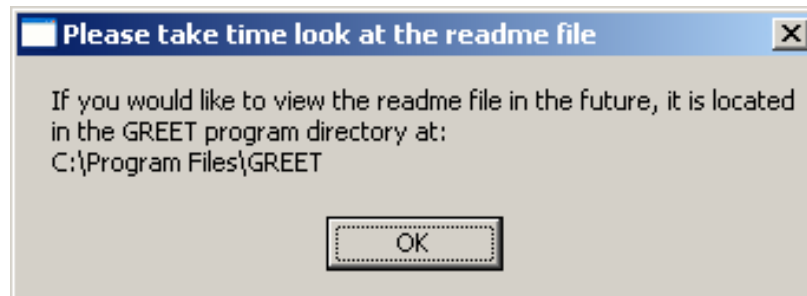 Please take time look at the readme file
If you would like to view the readme file in the future, it is located
in the GREET program directory at:
C:\Program Files\GREET
OK